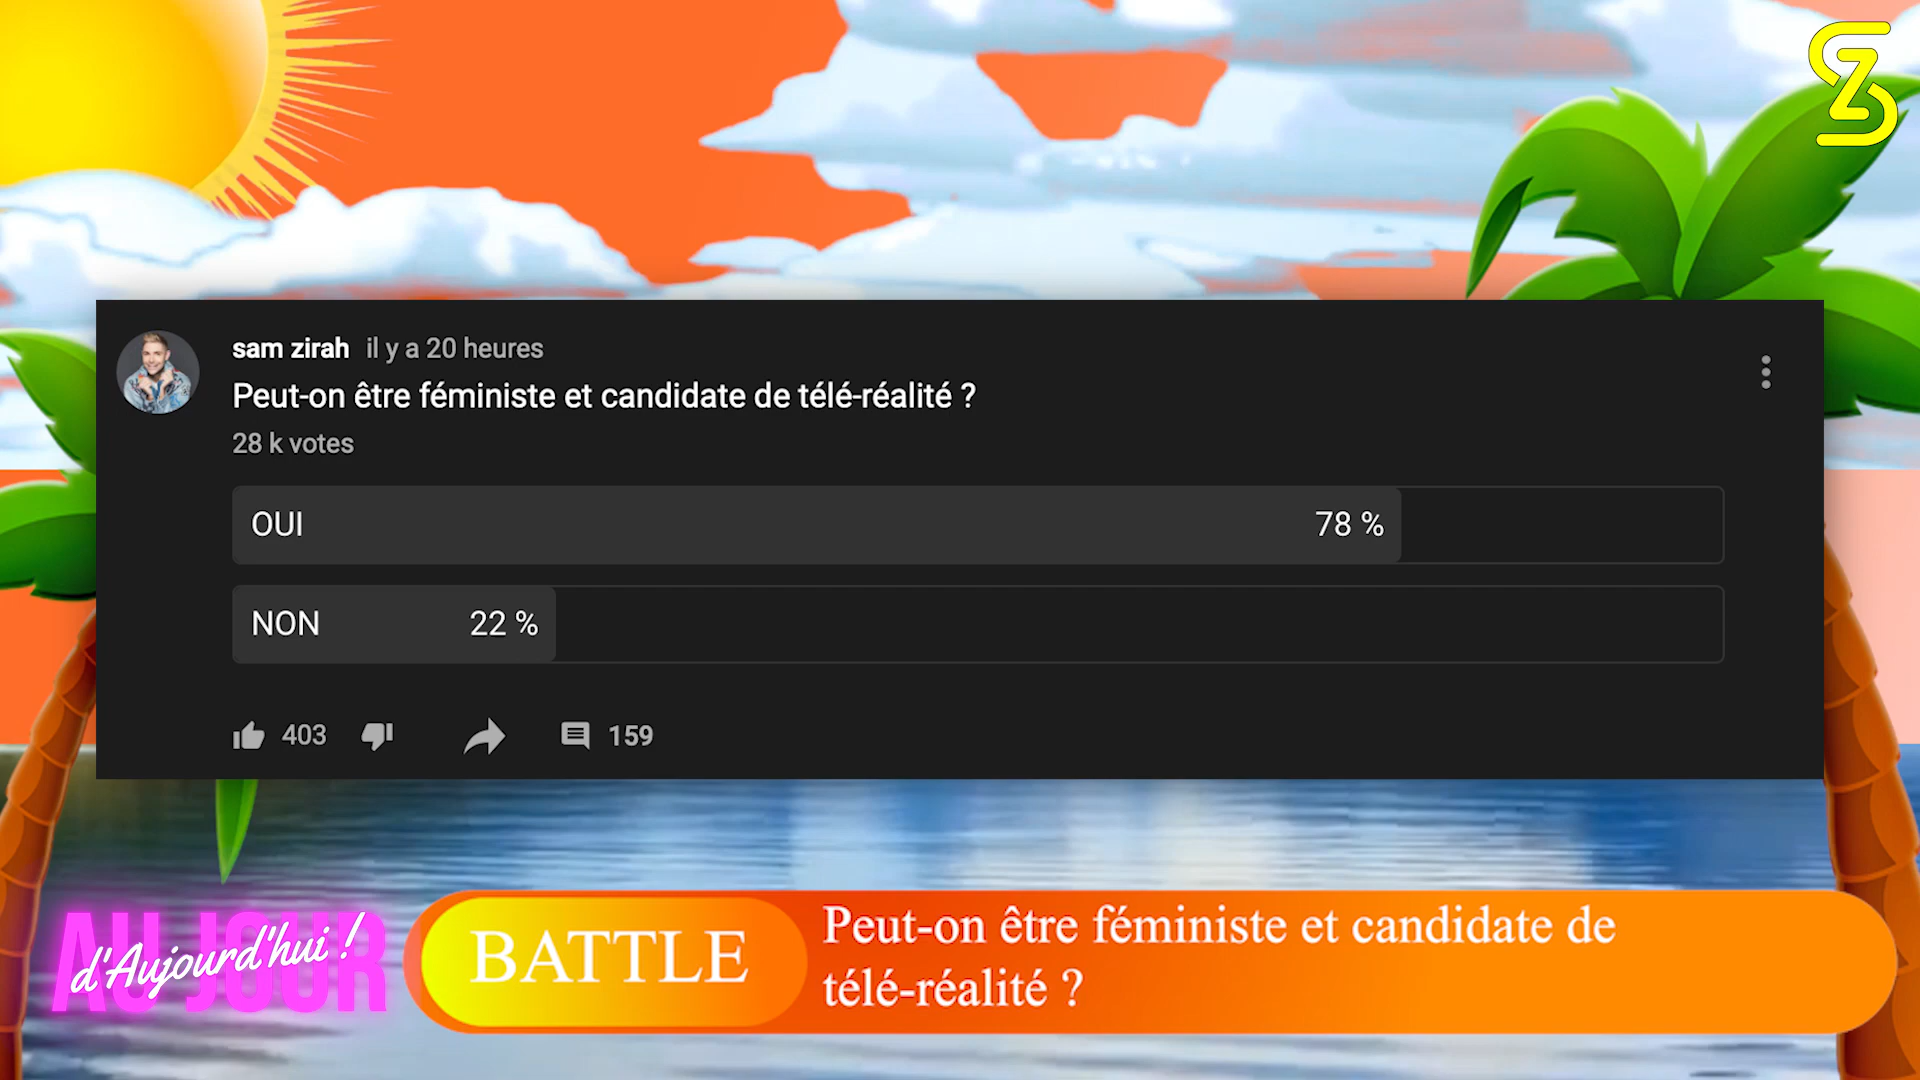 sam zirah il y a 20 heures
Peut-on être féministe et candidate de télé-réalité ?
28 k votes
OUI 78 %
NON 22 %
403 159
AU JOUR
d'Aujourd'hui !
BATTLE
Peut-on être féministe et candidate de
télé-réalité ?